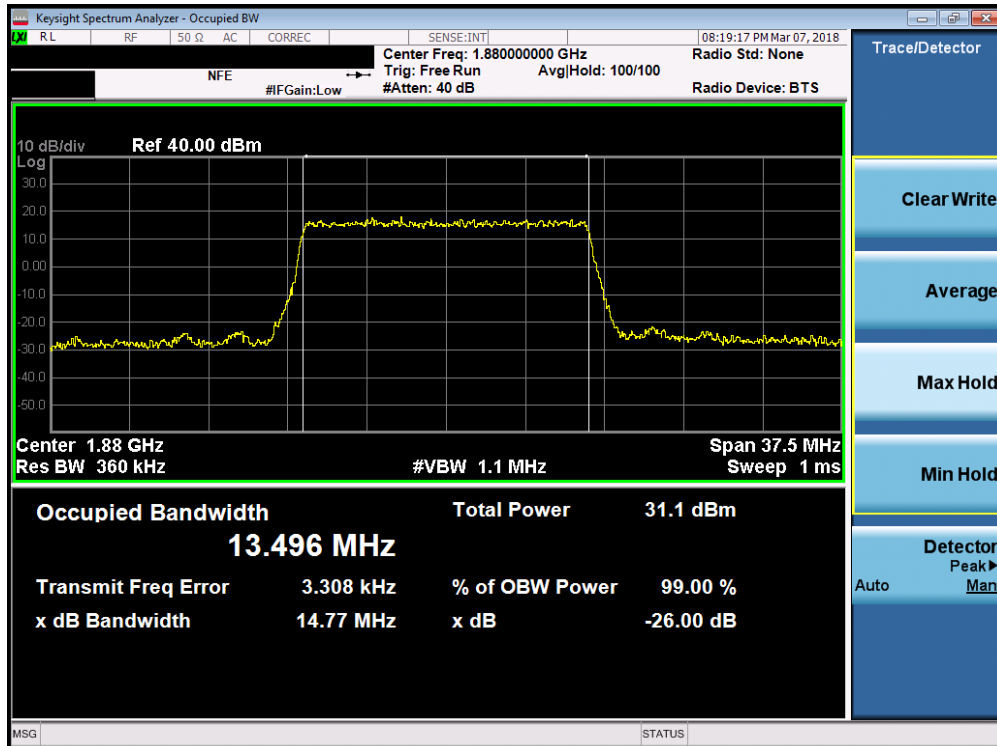 Keysight Spectrum Analyzer - Occupied BW
LXI RL RF 50 Ω AC CORREC SENSE:INT 08:19:17 PM Mar 07, 2018
Center Freq: 1.880000000 GHz Radio Std: None
NFE Trig: Free Run Avg|Hold: 100/100
#IFGain:Low #Atten: 40 dB Radio Device: BTS
Trace/Detector
10 dB/div Ref 40.00 dBm
Log
30.0
20.0
10.0
0.00
-10.0
-20.0
-30.0
-40.0
-50.0
Center 1.88 GHz Span 37.5 MHz
Res BW 360 kHz #VBW 1.1 MHz Sweep 1 ms
Occupied Bandwidth Total Power 31.1 dBm
13.496 MHz
Transmit Freq Error 3.308 kHz % of OBW Power 99.00 %
x dB Bandwidth 14.77 MHz x dB -26.00 dB
Clear Write
Average
Max Hold
Min Hold
Detector
Peak
Auto Man
MSG STATUS